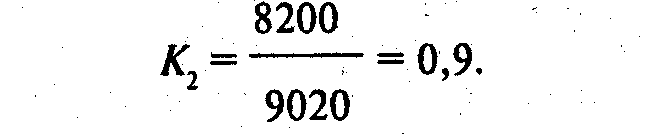 K₂ = 8200 / 9020 = 0,9.